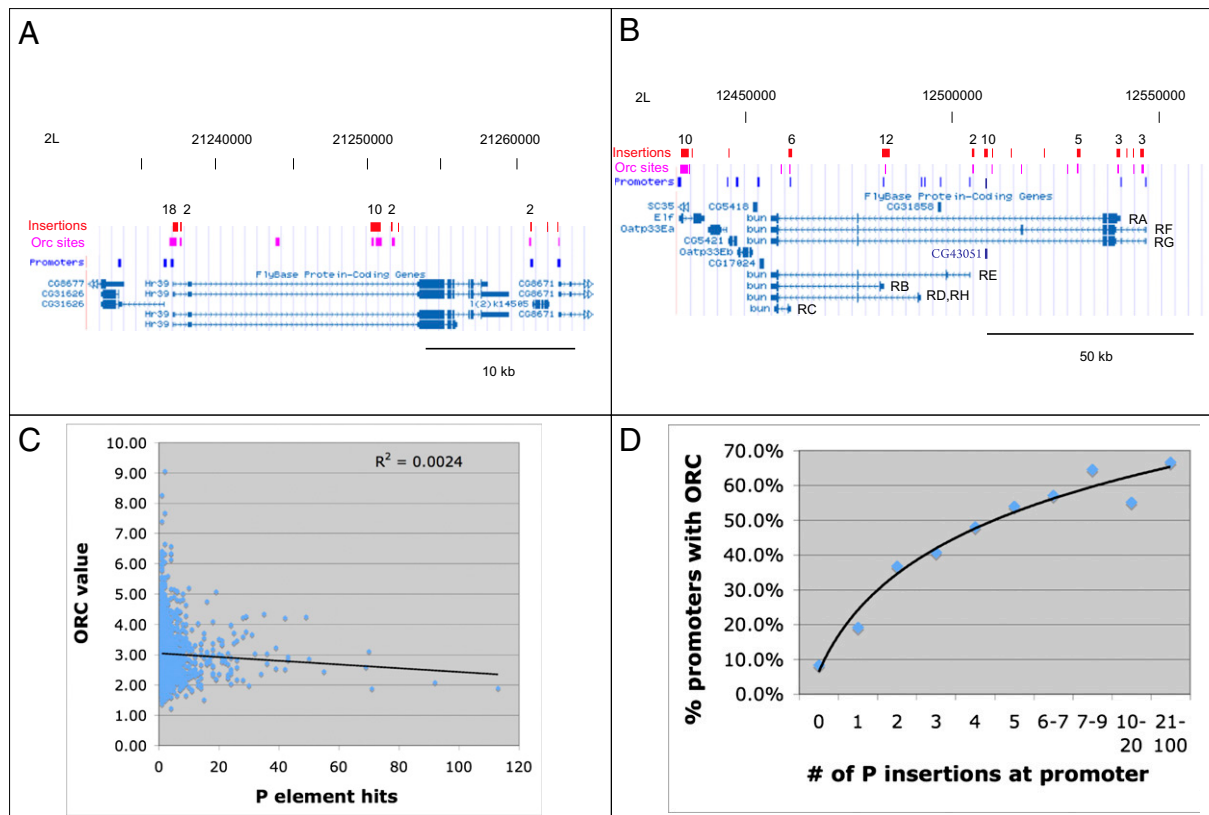 A
2L
21240000 21250000 21260000
18 2 10 2 2
Insertions
Orc sites
Promoters
FlyBase Protein-Coding Genes
CG8677 Hr39 CG8671
CG31626 Hr39 CG8671
CG31626 l(2)k14505
Hr39 CG8671
Hr39
10 kb
B
2L
12450000 12500000 12550000
10 6 12 2 10 5 3 3
Insertions
Orc sites
Promoters
FlyBase Protein-Coding Genes
SC35 CG5418 CG31858
Elf bun RA
Oatp33Ea bun RF
CG5421 bun RG
Oatp33Eb CG43051
CG17024
bun RE
bun RB
bun RD,RH
bun RC
50 kb
C
R² = 0.0024
10.00
9.00
8.00
7.00
6.00
5.00
4.00
3.00
2.00
1.00
0.00
ORC value
0 20 40 60 80 100 120
P element hits
D
70.0%
60.0%
50.0%
40.0%
30.0%
20.0%
10.0%
0.0%
% promoters with ORC
0 1 2 3 4 5 6-7 7-9 10- 21-
20 100
# of P insertions at promoter